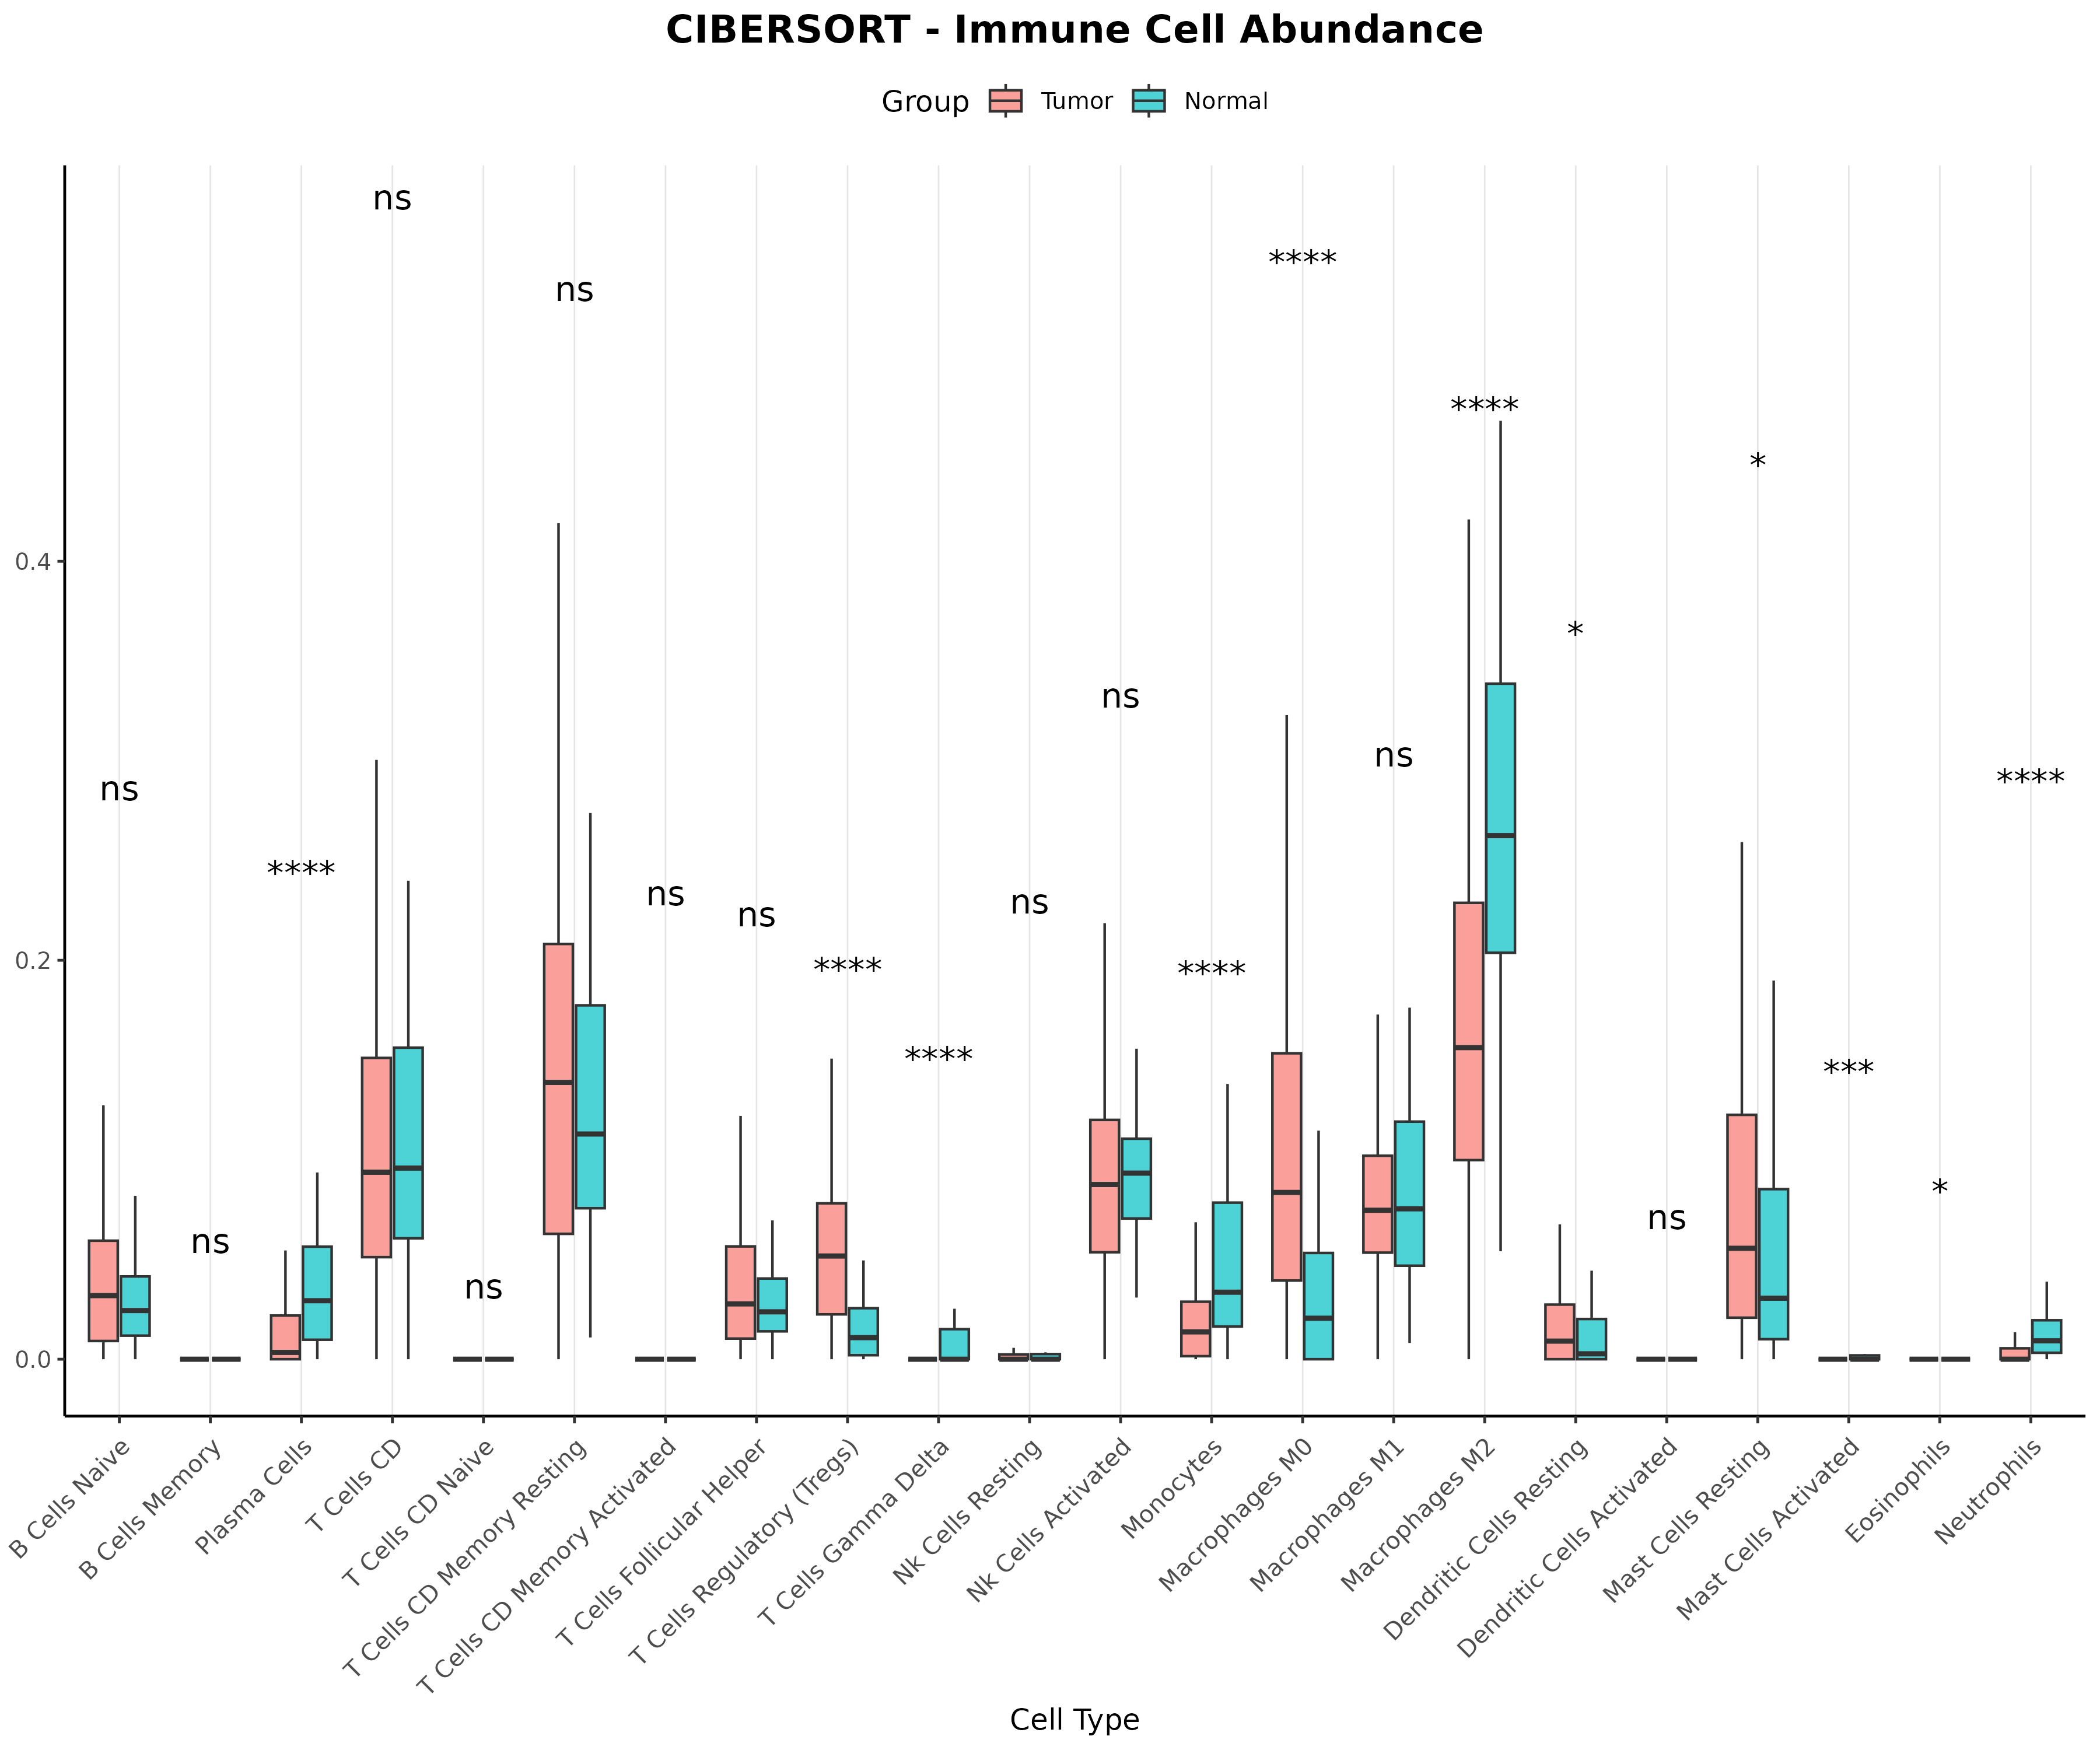 CIBERSORT - Immune Cell Abundance
Group Tumor Normal
ns
****
ns
****
*
*
ns
ns
****
ns
****
ns
ns
ns
****
****
****
***
*
ns
ns
ns
0.4
0.2
0.0
B Cells Naive
B Cells Memory
Plasma Cells
T Cells CD
T Cells CD Naive
T Cells CD Memory Resting
T Cells CD Memory Activated
T Cells Follicular Helper
T Cells Regulatory (Tregs)
T Cells Gamma Delta
Nk Cells Resting
Nk Cells Activated
Monocytes
Macrophages M0
Macrophages M1
Macrophages M2
Dendritic Cells Resting
Dendritic Cells Activated
Mast Cells Resting
Mast Cells Activated
Eosinophils
Neutrophils
Cell Type